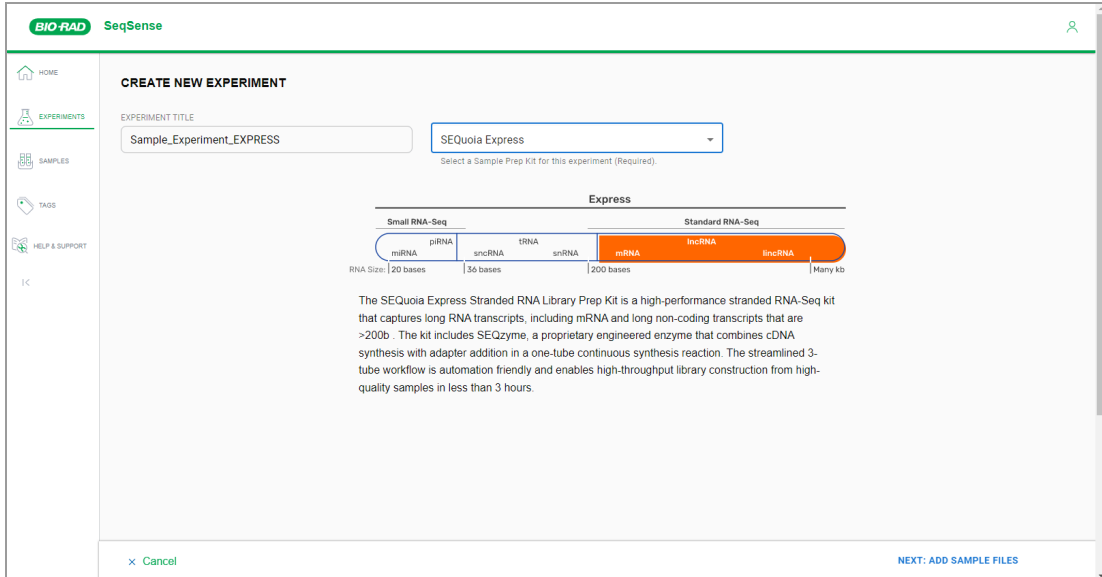 BIO-RAD SeqSense
HOME
EXPERIMENTS
SAMPLES
TAGS
HELP & SUPPORT
CREATE NEW EXPERIMENT
EXPERIMENT TITLE
Sample_Experiment_EXPRESS
SEQuoia Express
Select a Sample Prep Kit for this experiment (Required).
Express
Small RNA-Seq Standard RNA-Seq
piRNA tRNA lncRNA
miRNA sncRNA snRNA mRNA lincRNA
RNA Size: 20 bases 36 bases 200 bases Many kb
The SEQuoia Express Stranded RNA Library Prep Kit is a high-performance stranded RNA-Seq kit
that captures long RNA transcripts, including mRNA and long non-coding transcripts that are
>200b . The kit includes SEQzyme, a proprietary engineered enzyme that combines cDNA
synthesis with adapter addition in a one-tube continuous synthesis reaction. The streamlined 3-
tube workflow is automation friendly and enables high-throughput library construction from high-
quality samples in less than 3 hours.
× Cancel
NEXT: ADD SAMPLE FILES